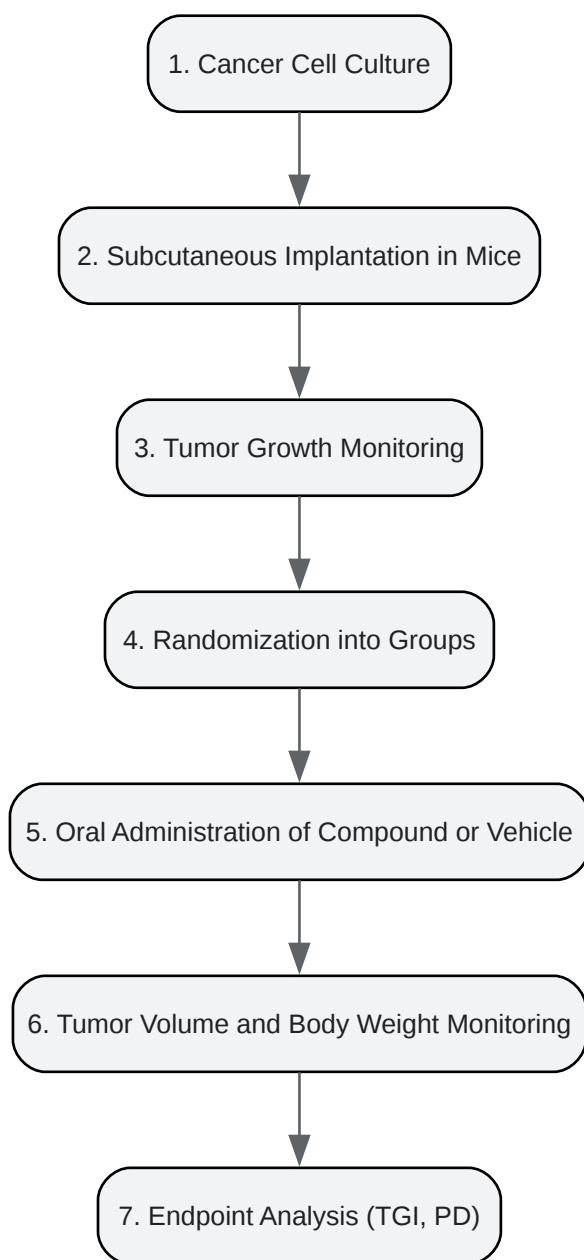 1. Cancer Cell Culture
2. Subcutaneous Implantation in Mice
3. Tumor Growth Monitoring
4. Randomization into Groups
5. Oral Administration of Compound or Vehicle
6. Tumor Volume and Body Weight Monitoring
7. Endpoint Analysis (TGI, PD)